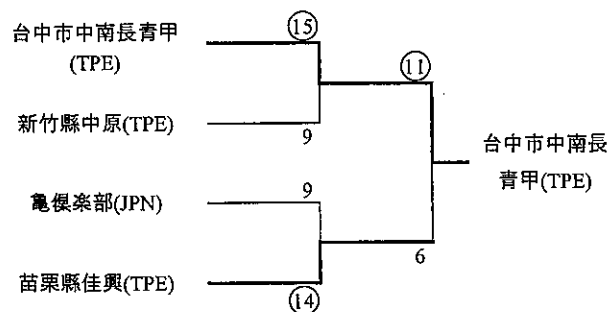 台中市中南長青甲
(TPE)
15
11
新竹縣中原(TPE)
9
台中市中南長
青甲(TPE)
亀俱楽部(JPN)
9
6
苗栗縣佳興(TPE)
14